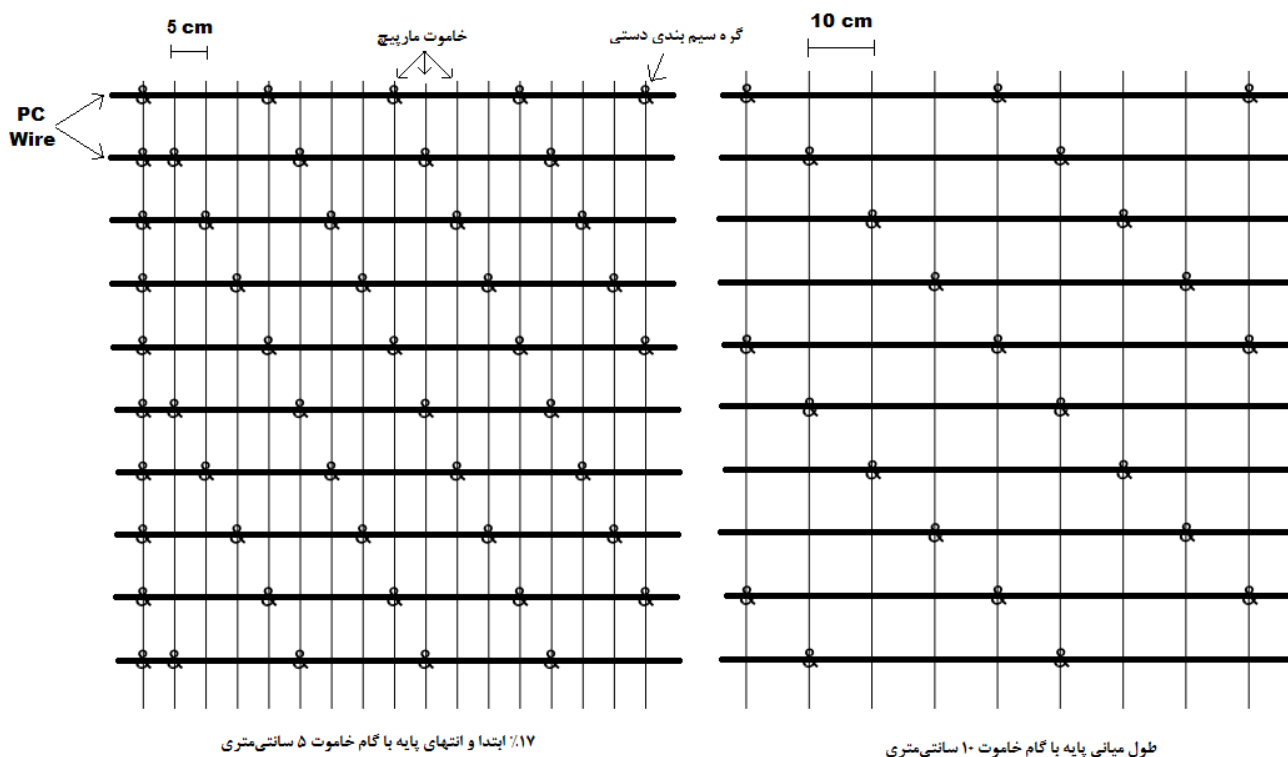 5 cm
خاموت مارپیچ
گره سیم بندی دستی
10 cm
PC
Wire
۱۷٪ ابتدا و انتهای پایه با گام خاموت ۵ سانتی‌متری
طول میانی پایه با گام خاموت ۱۰ سانتی‌متری